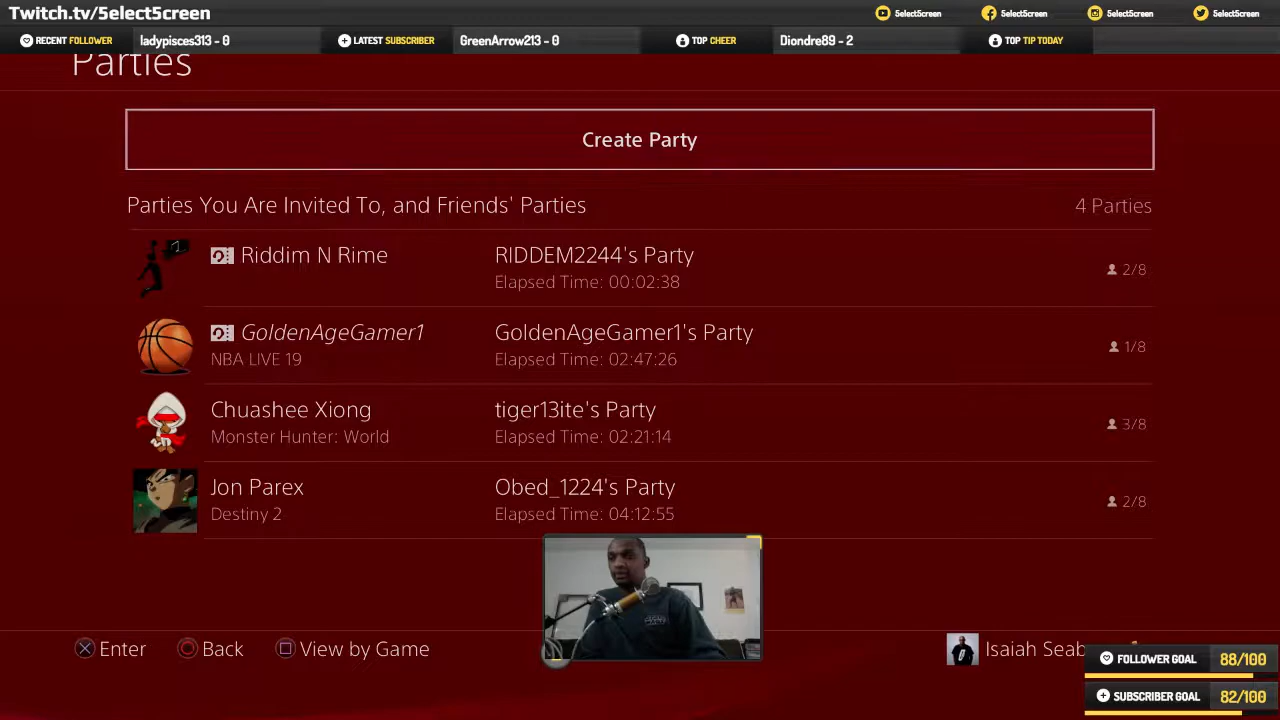 Twitch.tv/5elect5creen
5elect5creen
5elect5creen
5elect5creen
5elect5creen
RECENT FOLLOWER
ladypisces313 - 0
LATEST SUBSCRIBER
GreenArrow213 - 0
TOP CHEER
Diondre89 - 2
TOP TIP TODAY
Parties
Create Party
Parties You Are Invited To, and Friends' Parties
4 Parties
Riddim N Rime
RIDDEM2244's Party
Elapsed Time: 00:02:38
2/8
GoldenAgeGamer1
NBA LIVE 19
GoldenAgeGamer1's Party
Elapsed Time: 02:47:26
1/8
Chuashee Xiong
Monster Hunter: World
tiger13ite's Party
Elapsed Time: 02:21:14
3/8
Jon Parex
Destiny 2
Obed_1224's Party
Elapsed Time: 04:12:55
2/8
Enter
Back
View by Game
Isaiah Seab
FOLLOWER GOAL
88/100
SUBSCRIBER GOAL
82/100